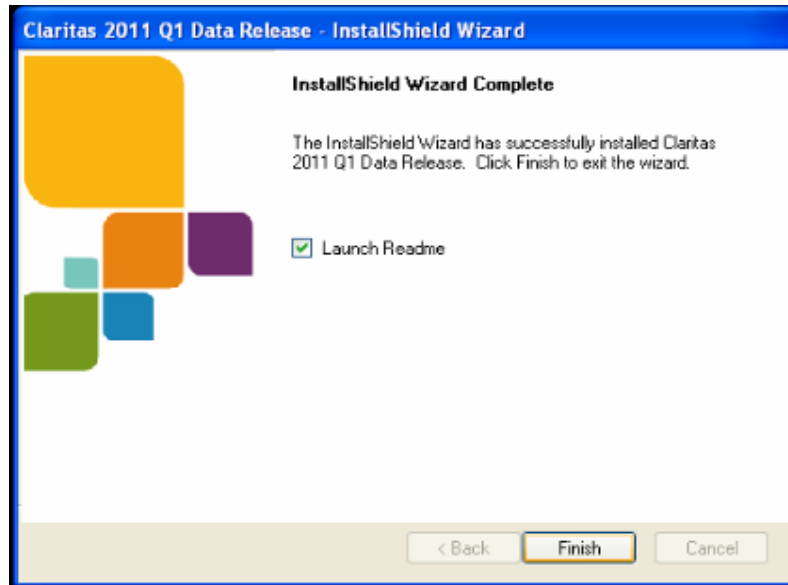 Claritas 2011 Q1 Data Release - InstallShield Wizard
InstallShield Wizard Complete
The InstallShield Wizard has successfully installed Claritas
2011 Q1 Data Release. Click Finish to exit the wizard.
Launch Readme
< Back Finish Cancel